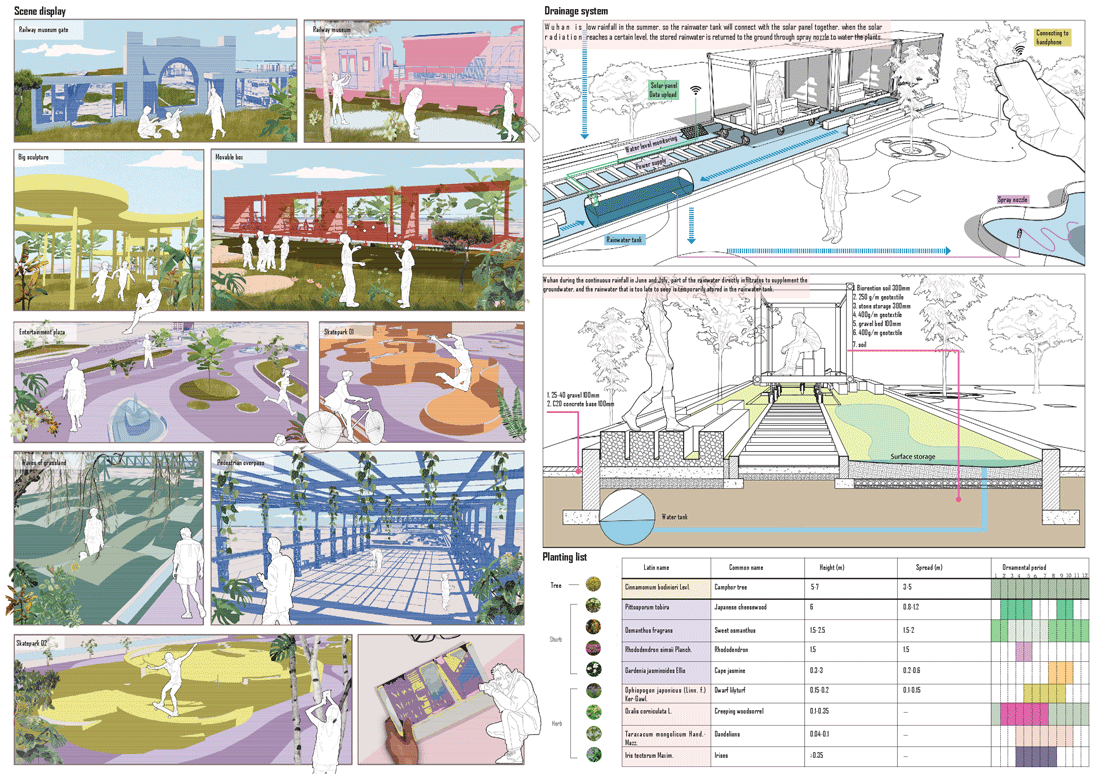 Scene display
Railway museum gate
Railway museum
Big sculpture
Movable box
Entertainment plaza
Skatepark 01
Waves of grassland
Pedestrian overpass
Skatepark 02
Drainage system
Wuhan is low rainfall in the summer, so the rainwater tank will connect with the solar panel together, when the solar
radiation reaches a certain level, the stored rainwater is returned to the ground through spray nozzle to water the plants.
Connecting to
handphone
Solar-panel
Data upload
Water level monitoring
Power supply
Rainwater tank
Spray nozzle
Wuhan during the continuous rainfall in June and July, part of the rainwater directly infiltrates to supplement the
groundwater, and the rainwater that is too late to seep is temporarily stored in the rainwater tank.
1. Biorention soil 300mm
2. 250 g/m geotextile
3. stone storage 300mm
4. 400g/m geotextile
5. gravel bed 100mm
6. 400g/m geotextile
7. soil
1. 25-40 gravel 100mm
2. C20 concrete base 100mm
Surface storage
Water tank
Planting list
Latin name Common name Height (m) Spread (m) Ornamental period
1 2 3 4 5 6 7 8 9 10 11 12
Tree
Cinnamomum bodinieri Levl. Camphor tree 5-7 3-5
Shurb
Pittosporum tobira Japanese cheesewood 6 0.8-1.2
Osmanthus fragrans Sweet osmanthus 1.5-2.5 1.5-2
Rhododendron simsii Planch. Rhododendron 1.5 1.5
Gardenia jasminoides Ellis Cape jasmine 0.3-3 0.2-0.6
Herb
Ophiopogon japonicus (Linn. f.) Dwarf lilyturf 0.15-0.2 0.1-0.15
Ker-Gawl.
Oxalis corniculata L. Creeping woodsorrel 0.1-0.35 —
Taraxacum mongolicum Hand.- Dandelions 0.04-0.1 —
Mazz.
Iris tectorum Maxim. Irises >0.35 —